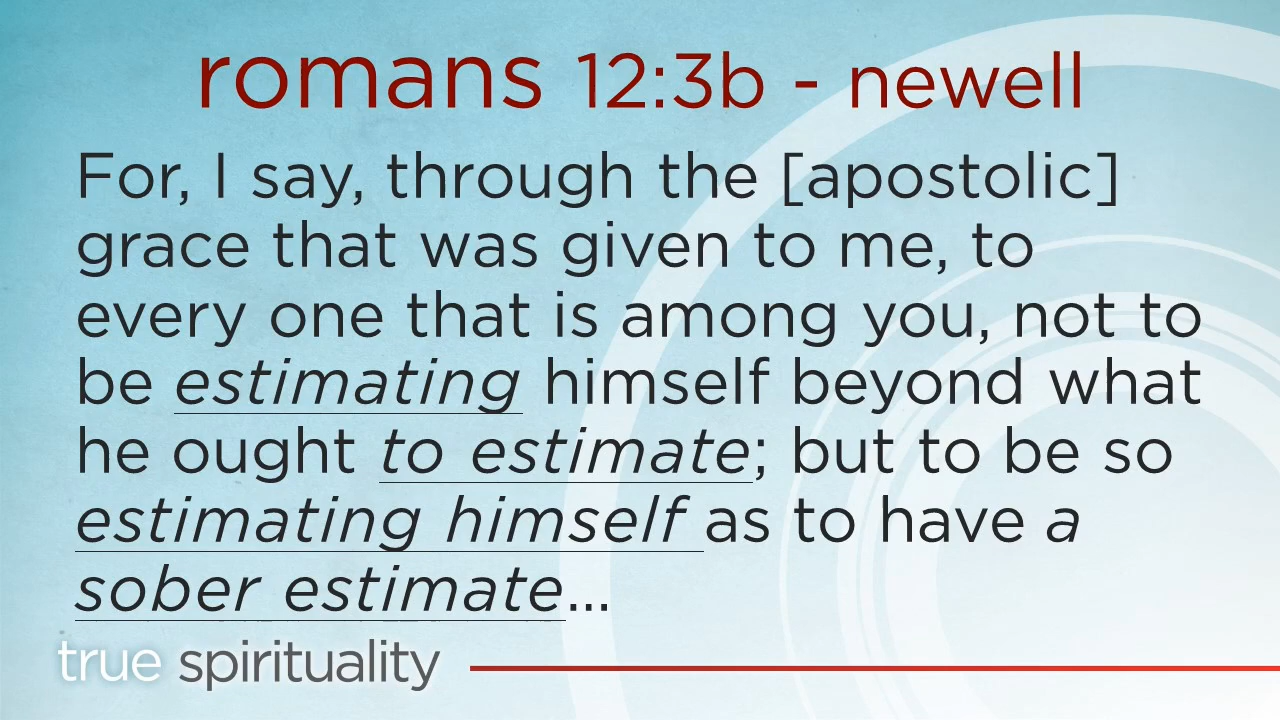 romans 12:3b - newell
For, I say, through the [apostolic]
grace that was given to me, to
every one that is among you, not to
be estimating himself beyond what
he ought to estimate; but to be so
estimating himself as to have a
sober estimate...
true spirituality